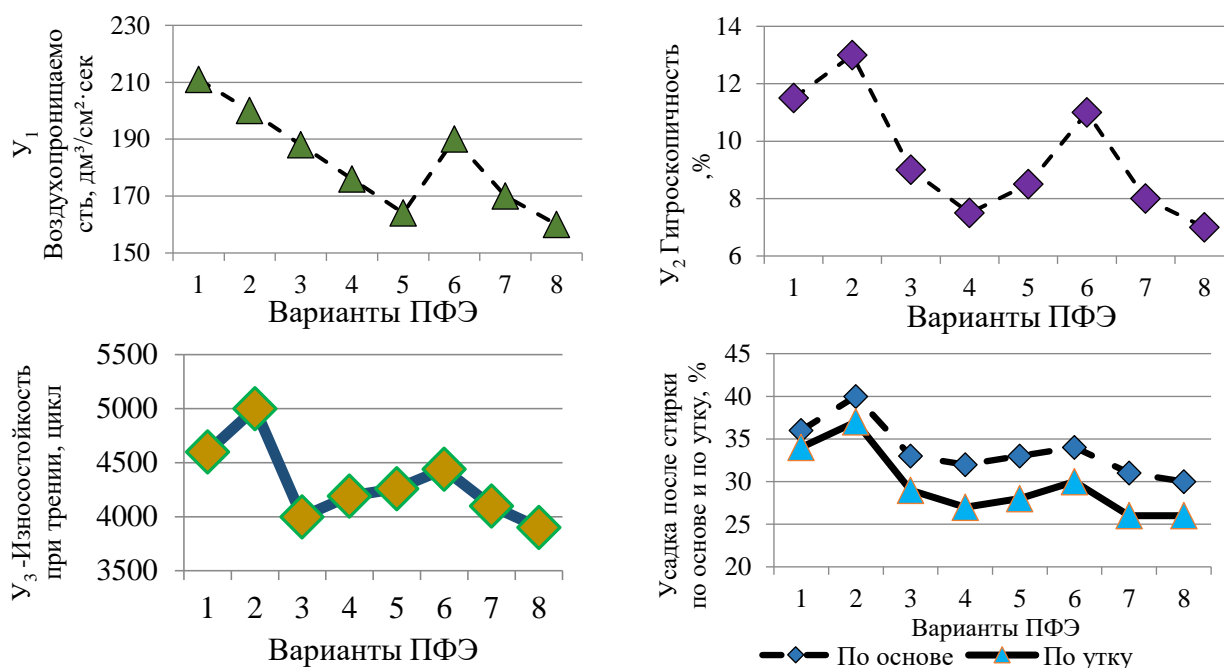 230
210
190
170
150
У1
Воздухопроницаемо
сть, дм³/см²·сек
1 2 3 4 5 6 7 8
Варианты ПФЭ
14
12
10
8
6
У2 Гигроскопичность
,%
1 2 3 4 5 6 7 8
Варианты ПФЭ
5500
5000
4500
4000
3500
У3 -Износостойкость
при трении, цикл
1 2 3 4 5 6 7 8
Варианты ПФЭ
45
40
35
30
25
20
Усадка после стирки
по основе и по утку, %
1 2 3 4 5 6 7 8
Варианты ПФЭ
По основе По утку